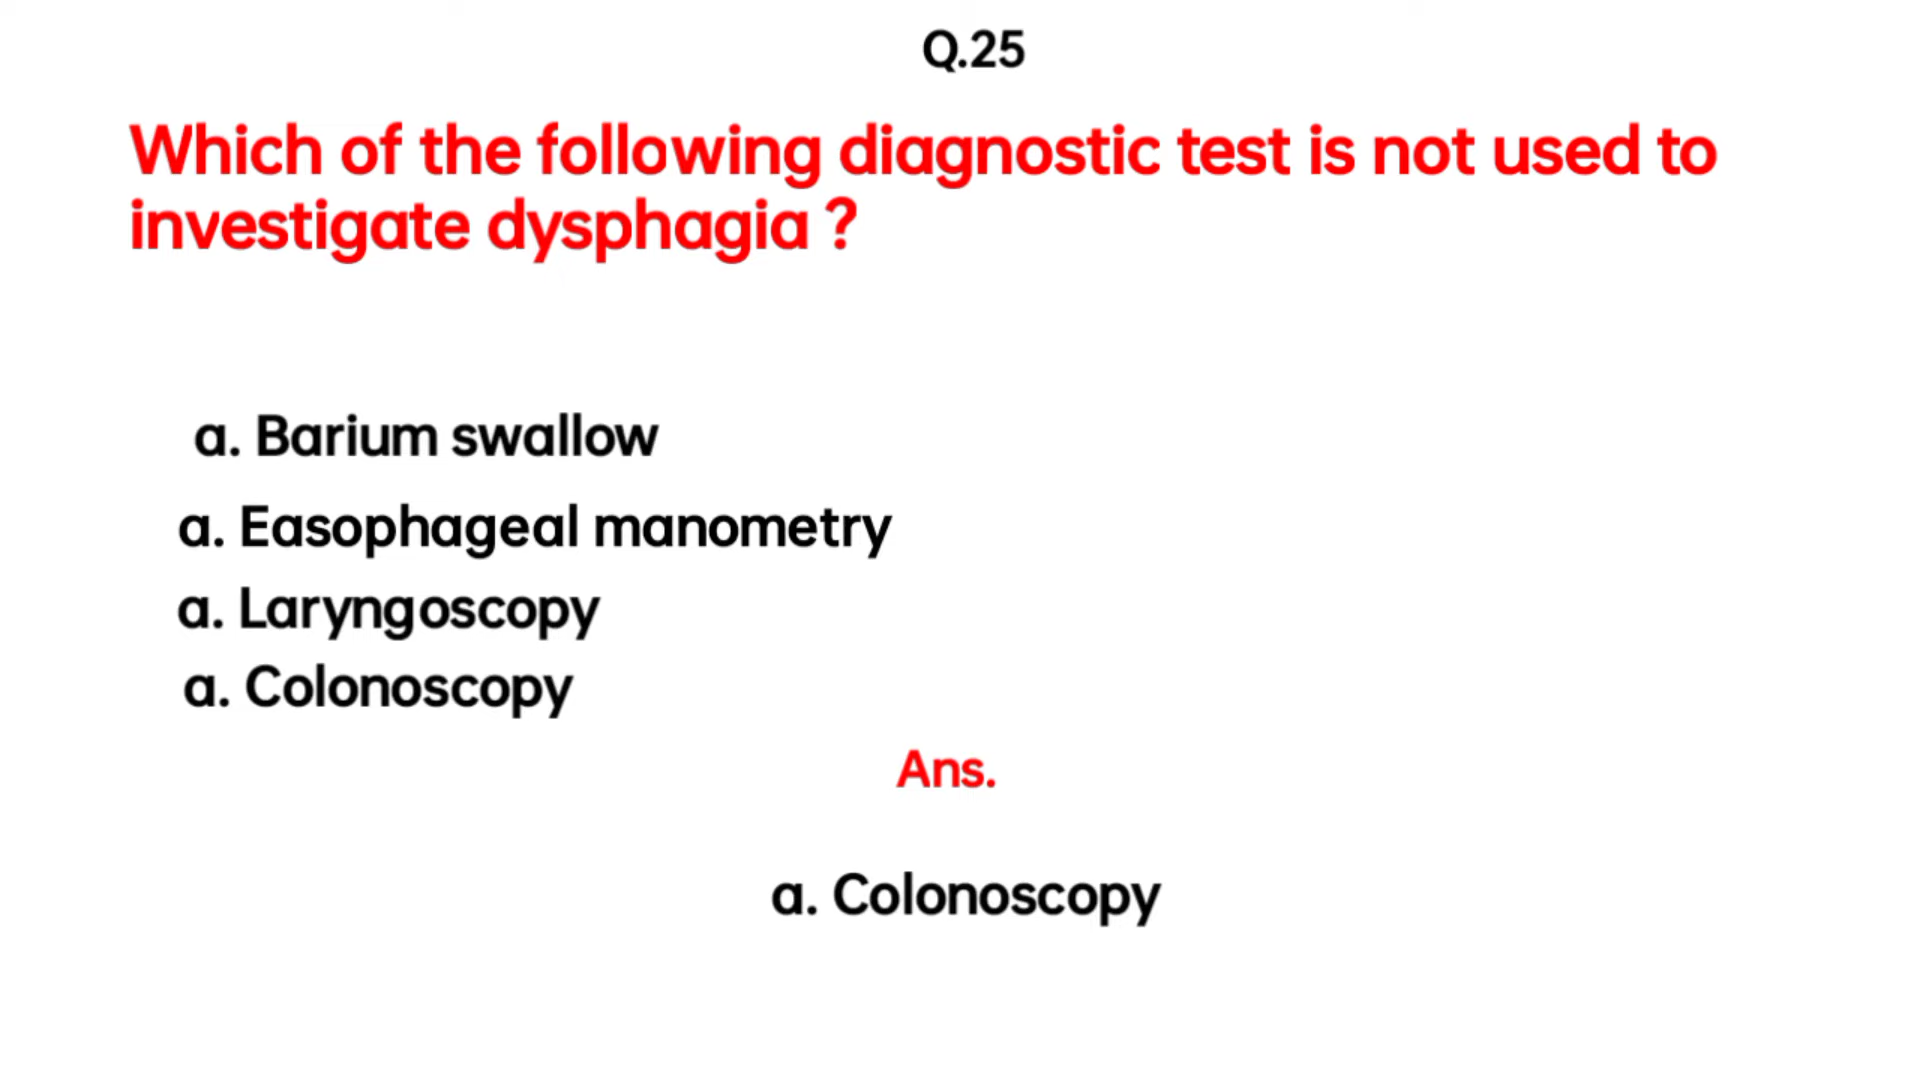 Q.25
Which of the following diagnostic test is not used to
investigate dysphagia ?
a. Barium swallow
a. Easophageal manometry
a. Laryngoscopy
a. Colonoscopy
Ans.
a. Colonoscopy